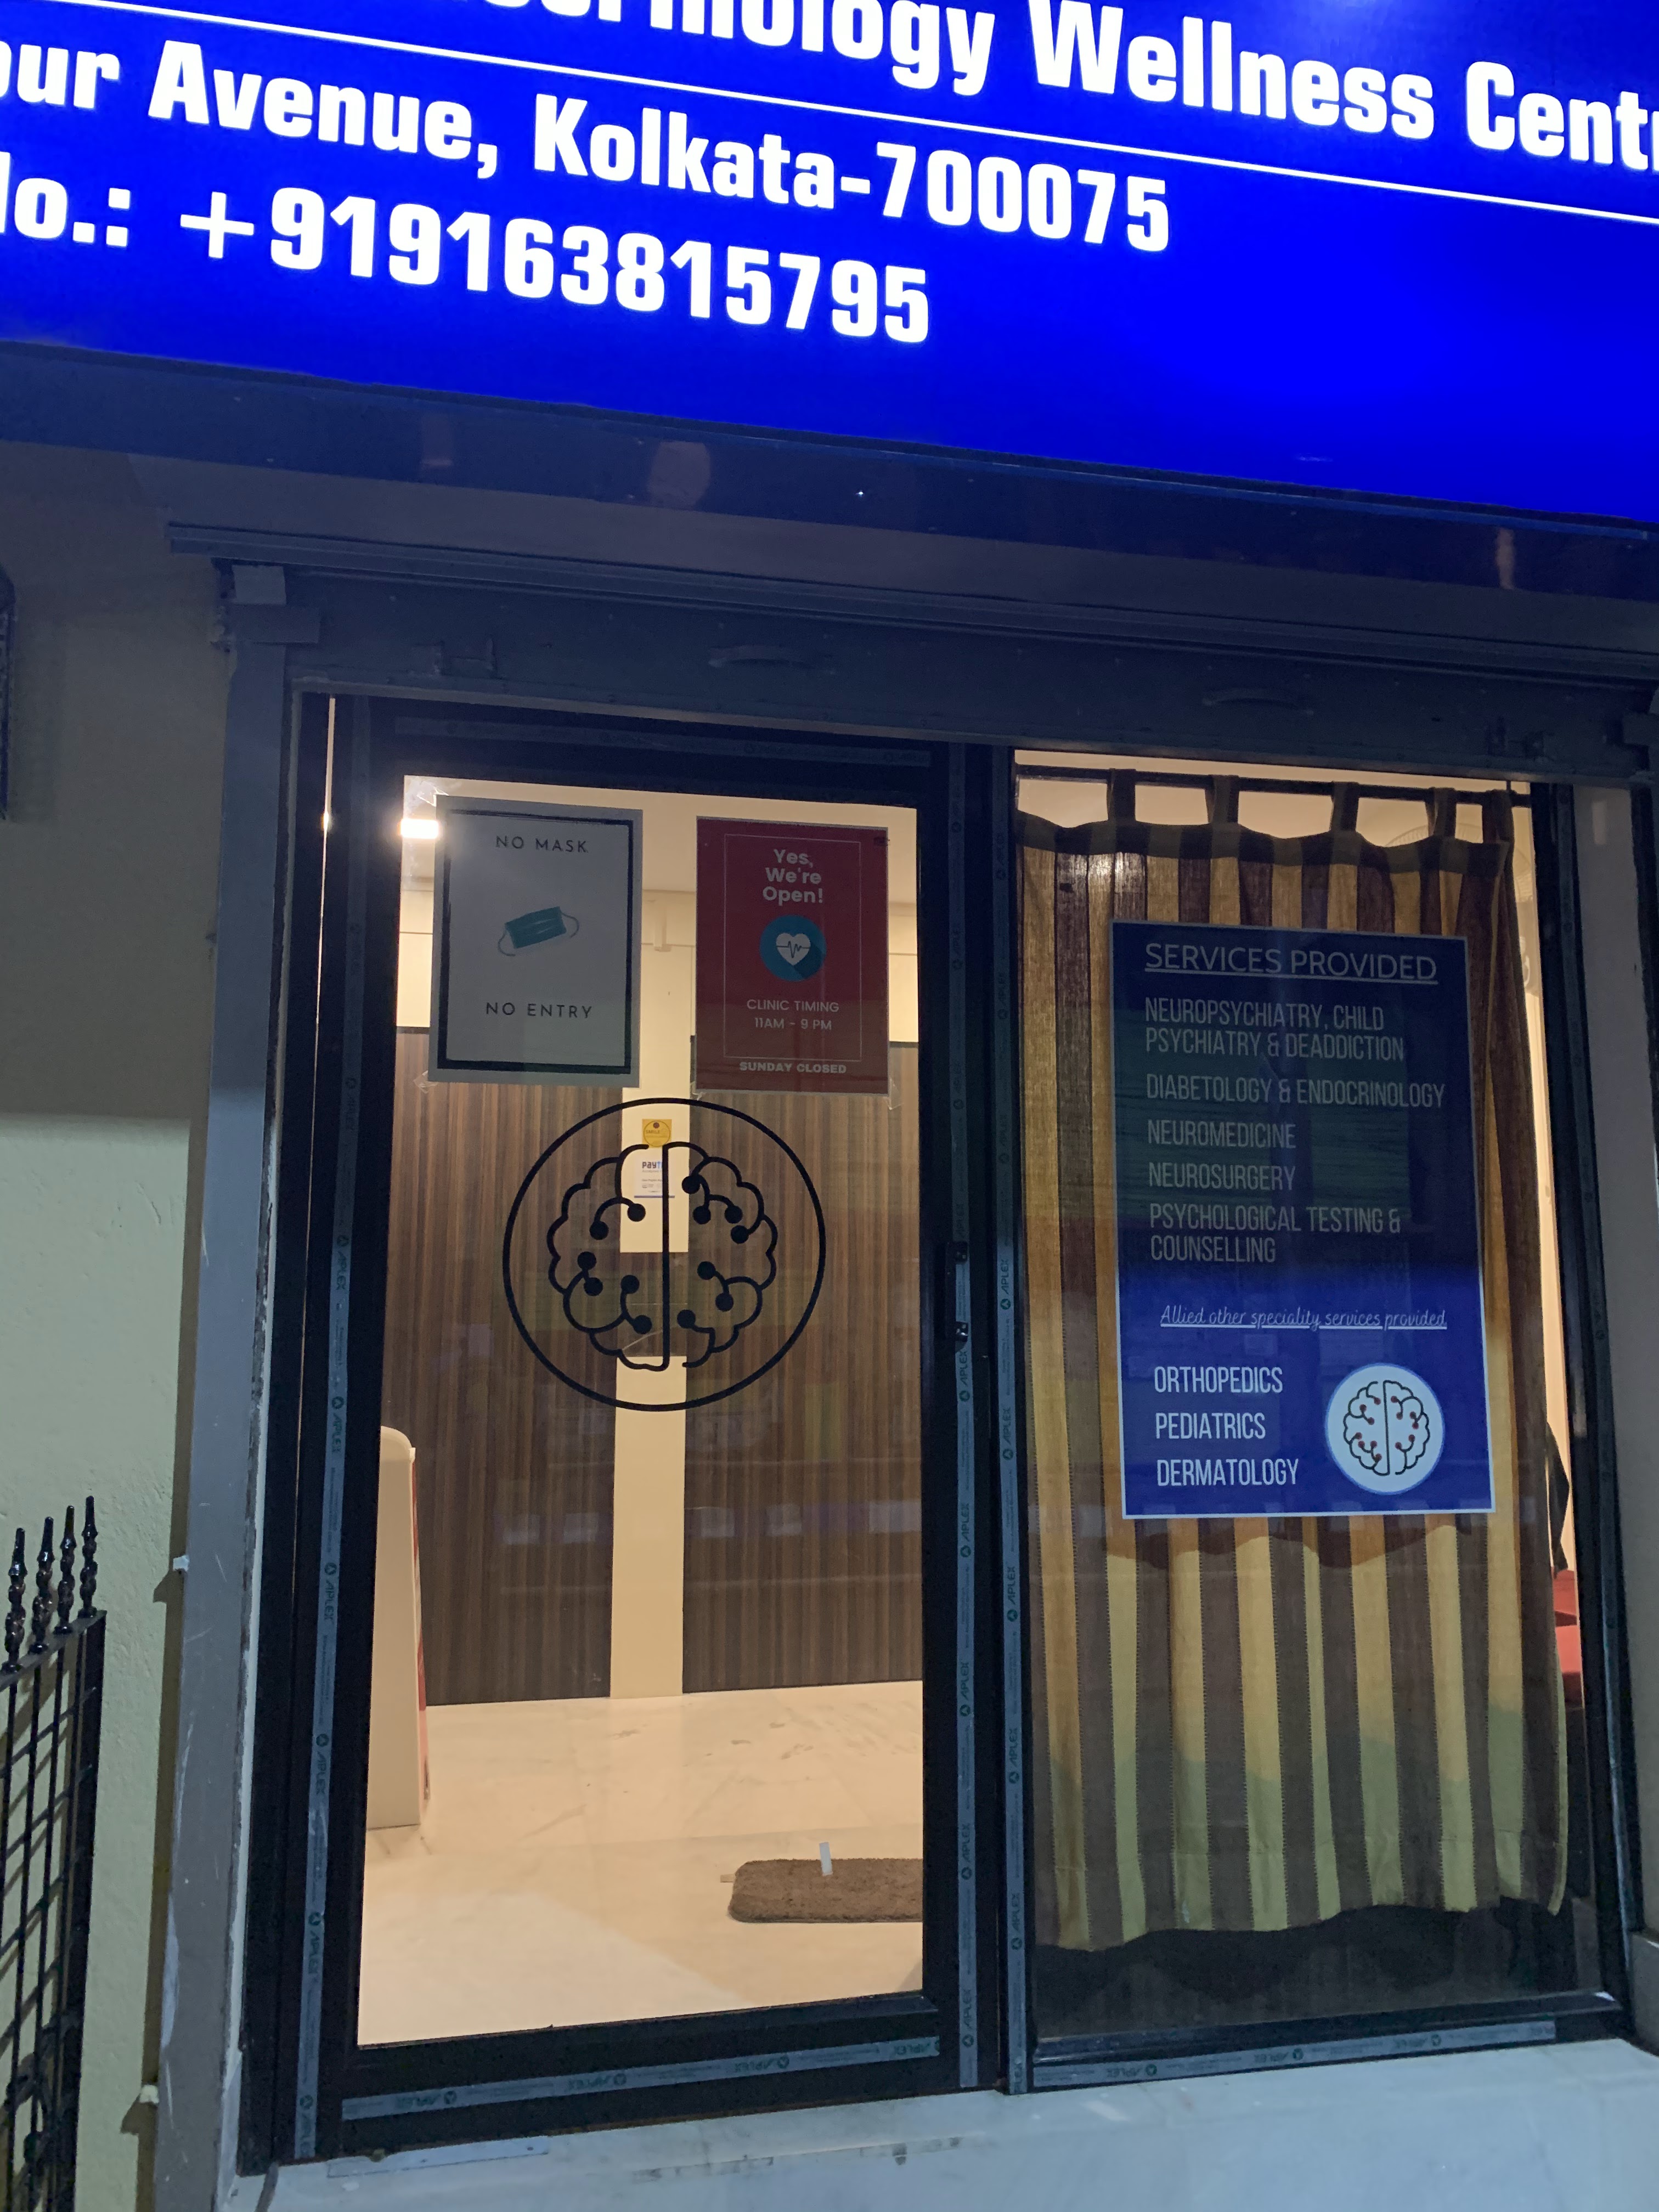 Wellness
Avenue, Kolkata-700075
+919163815795
NO MASK
NO ENTRY
Yes,
We're
Open!
CLINIC TIMING
11AM - 9 PM
SUNDAY CLOSED
SERVICES PROVIDED
NEUROPSYCHIATRY, CHILD
PSYCHIATRY & DEADDICTION
DIABETOLOGY & ENDOCRINOLOGY
NEUROMEDICINE
NEUROSURGERY
PSYCHOLOGICAL TESTING &
COUNSELLING
Allied other speciality services provided
ORTHOPEDICS
PEDIATRICS
DERMATOLOGY
APLEX